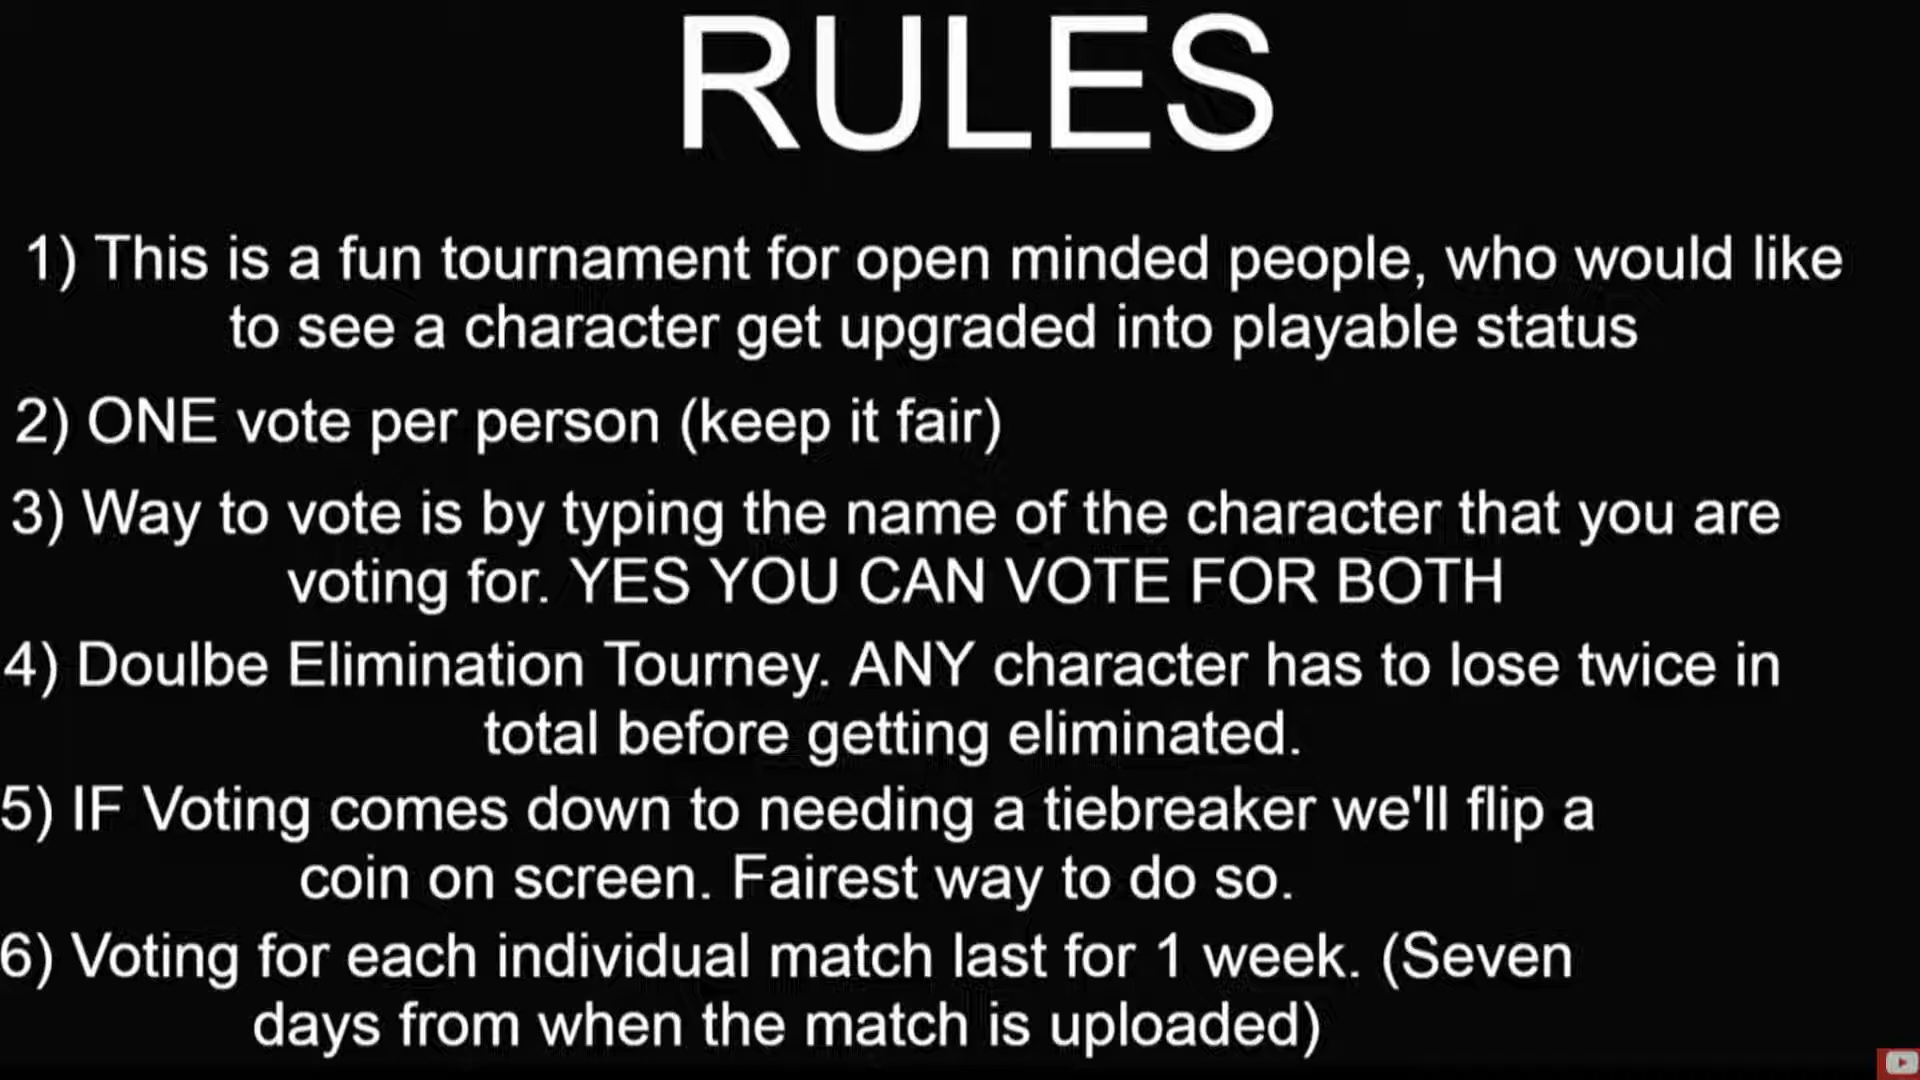 RULES
1) This is a fun tournament for open minded people, who would like
to see a character get upgraded into playable status
2) ONE vote per person (keep it fair)
3) Way to vote is by typing the name of the character that you are
voting for. YES YOU CAN VOTE FOR BOTH
4) Doulbe Elimination Tourney. ANY character has to lose twice in
total before getting eliminated.
5) IF Voting comes down to needing a tiebreaker we'll flip a
coin on screen. Fairest way to do so.
6) Voting for each individual match last for 1 week. (Seven
days from when the match is uploaded)